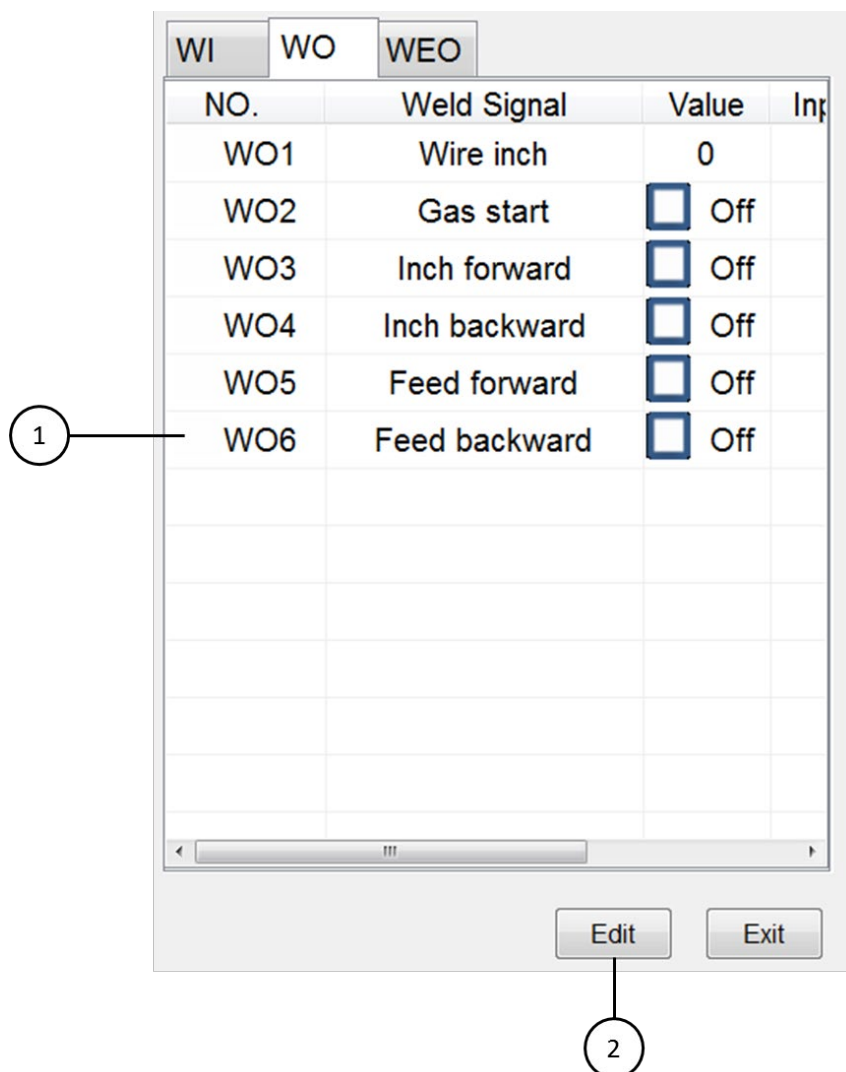 WI WO WEO
NO. Weld Signal Value Inp
WO1 Wire inch 0
WO2 Gas start Off
WO3 Inch forward Off
WO4 Inch backward Off
WO5 Feed forward Off
1 WO6 Feed backward Off
Edit Exit
2